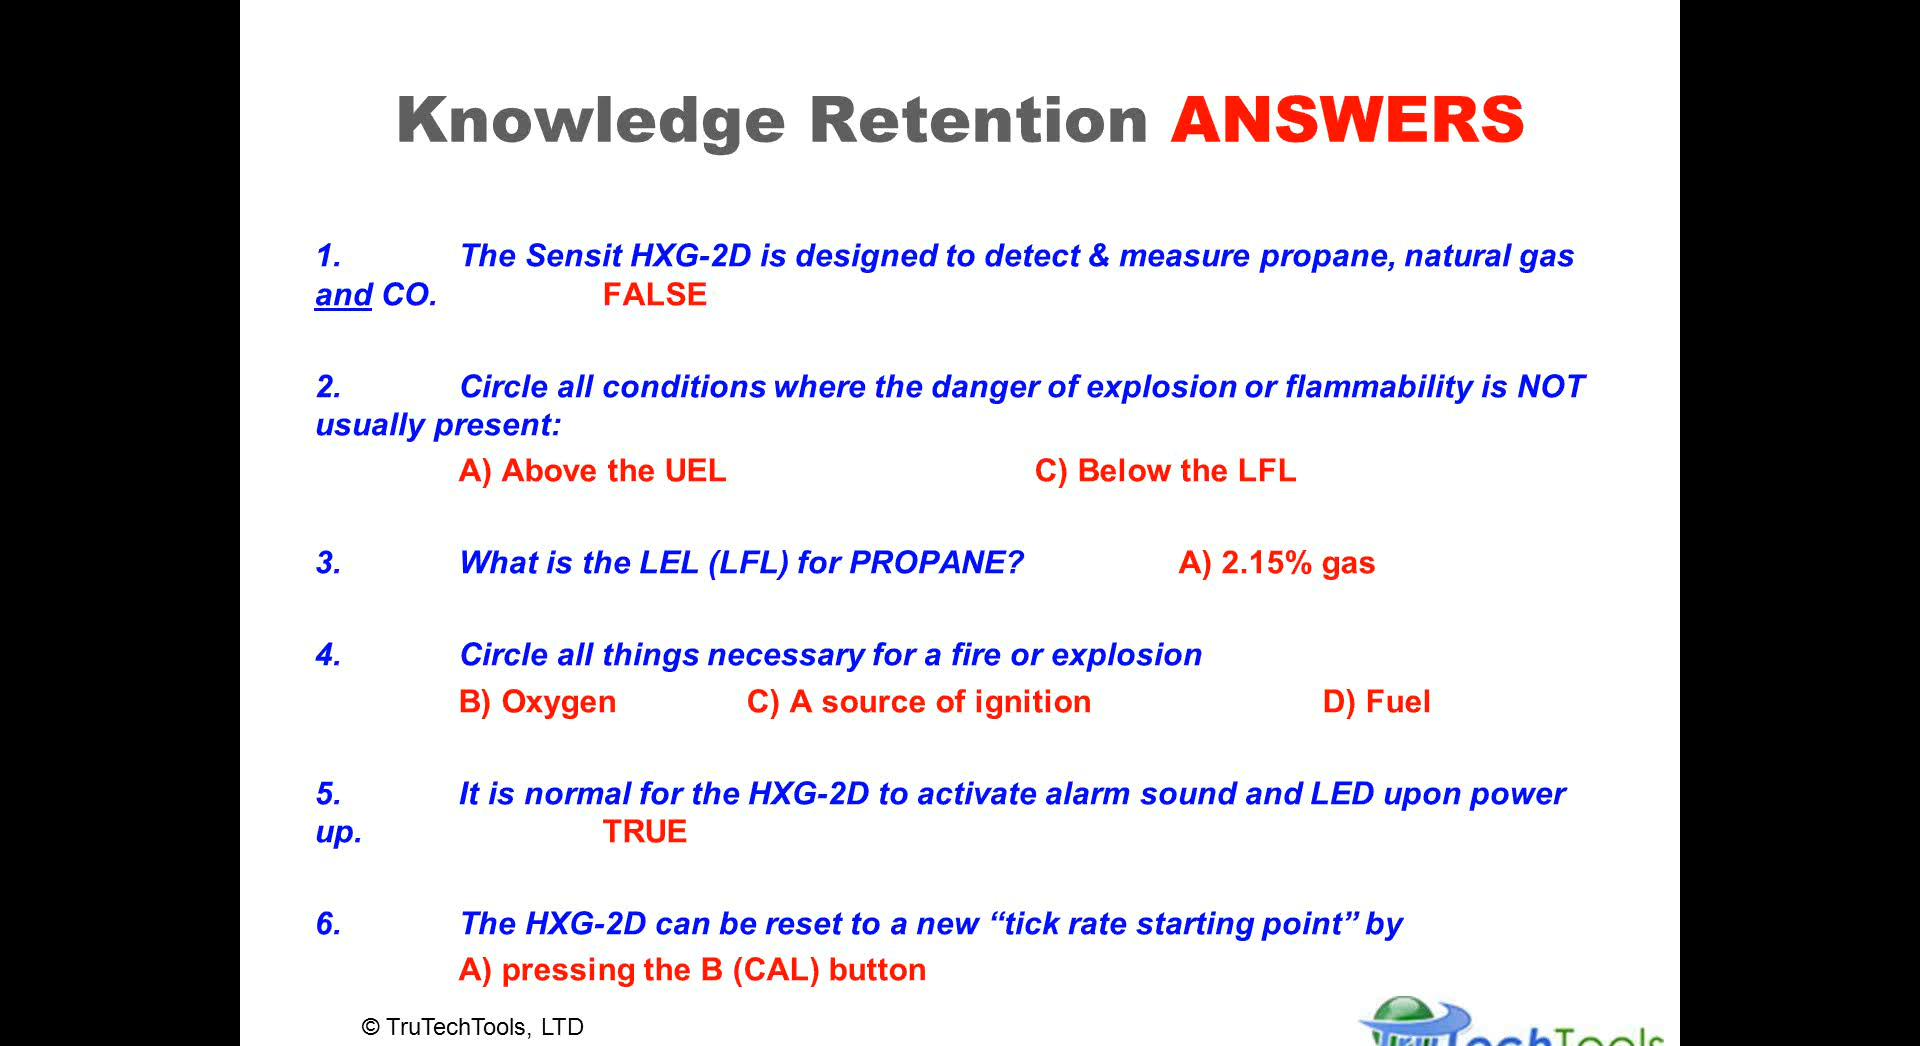 Knowledge Retention ANSWERS
1. The Sensit HXG-2D is designed to detect & measure propane, natural gas
and CO. FALSE
2. Circle all conditions where the danger of explosion or flammability is NOT
usually present:
A) Above the UEL C) Below the LFL
3. What is the LEL (LFL) for PROPANE? A) 2.15% gas
4. Circle all things necessary for a fire or explosion
B) Oxygen C) A source of ignition D) Fuel
5. It is normal for the HXG-2D to activate alarm sound and LED upon power
up. TRUE
6. The HXG-2D can be reset to a new “tick rate starting point” by
A) pressing the B (CAL) button
© TruTechTools, LTD
TechTools